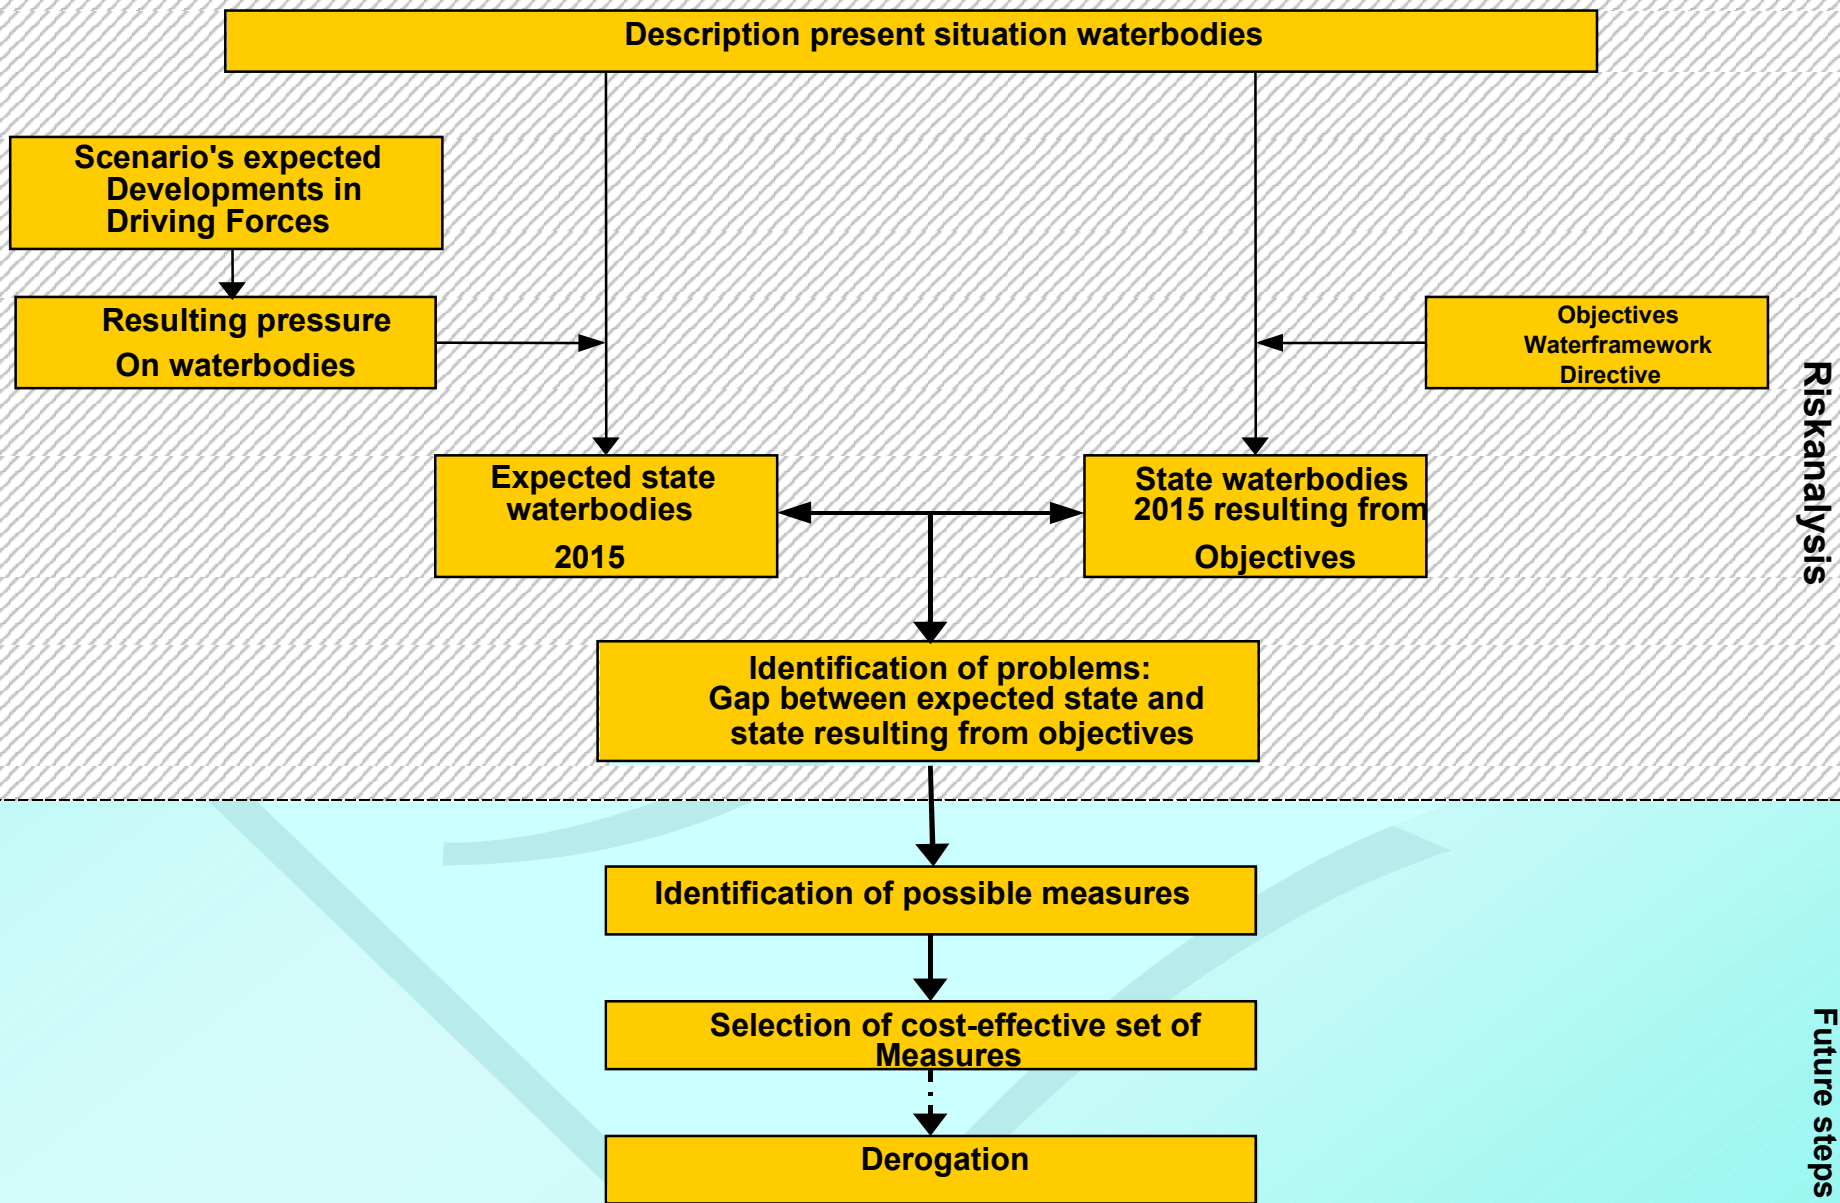 Description present situation waterbodies
Scenario's expected
Developments in
Driving Forces
Resulting pressure
On waterbodies
Objectives
Waterframework
Directive
Riskanalysis
Expected state
waterbodies
2015
State waterbodies
2015 resulting from
Objectives
Identification of problems:
Gap between expected state and
state resulting from objectives
Identification of possible measures
Selection of cost-effective set of
Measures
Derogation
Future steps